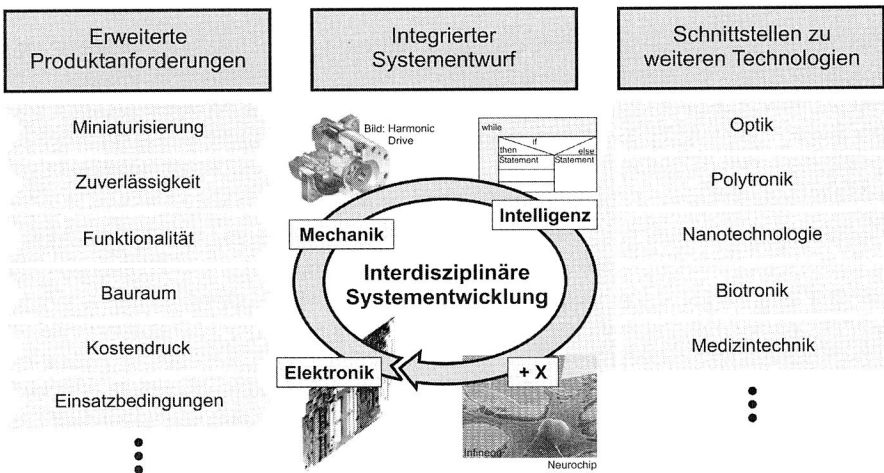 Erweiterte
Produktanforderungen
Miniaturisierung
Zuverlässigkeit
Funktionalität
Bauraum
Kostendruck
Einsatzbedingungen
Integrierter
Systementwurf
Bild: Harmonic
Drive
while
if
then
else
Statement
Statement
Mechanik
Intelligenz
Interdisziplinäre
Systementwicklung
Elektronik
+ X
Infineon
Neurochip
Schnittstellen zu
weiteren Technologien
Optik
Polytronik
Nanotechnologie
Biotronik
Medizintechnik